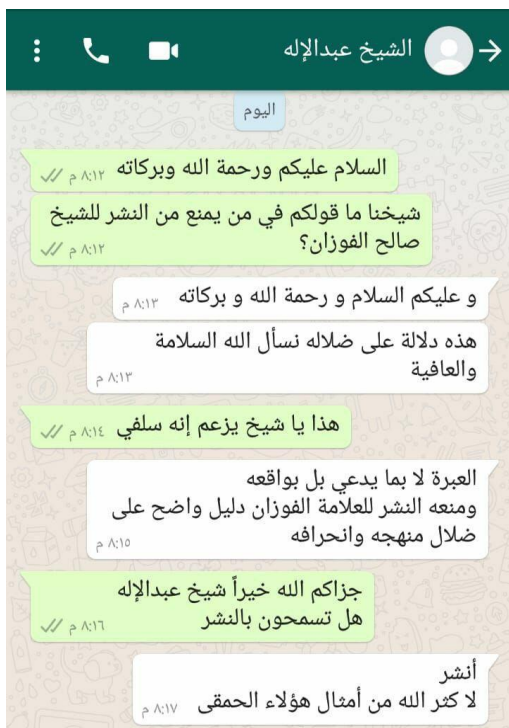 الشيخ عبدالإله
اليوم
السلام عليكم ورحمة الله وبركاته ٨:١٢ م
شيخنا ما قولكم في من يمنع من النشر للشيخ
صالح الفوزان؟ ٨:١٢ م
و عليكم السلام و رحمة الله و بركاته ٨:١٣ م
هذه دلالة على ضلاله نسأل الله السلامة
والعافية ٨:١٣ م
هذا يا شيخ يزعم إنه سلفي ٨:١٤ م
العبرة لا بما يدعي بل بواقعه
ومنعه النشر للعلامة الفوزان دليل واضح على
ضلال منهجه وانحرافه ٨:١٥ م
جزاكم الله خيراً شيخ عبدالإله
هل تسمحون بالنشر ٨:١٦ م
أنشر
لا كثر الله من أمثال هؤلاء الحمقى ٨:١٧ م